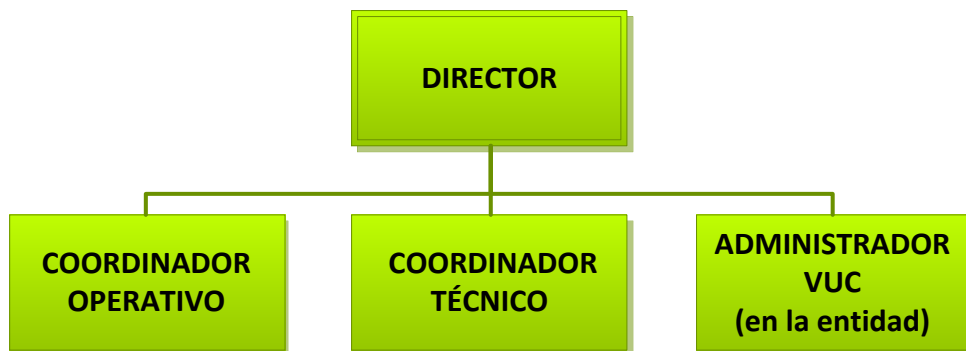 DIRECTOR
COORDINADOR
OPERATIVO
COORDINADOR
TÉCNICO
ADMINISTRADOR
VUC
(en la entidad)